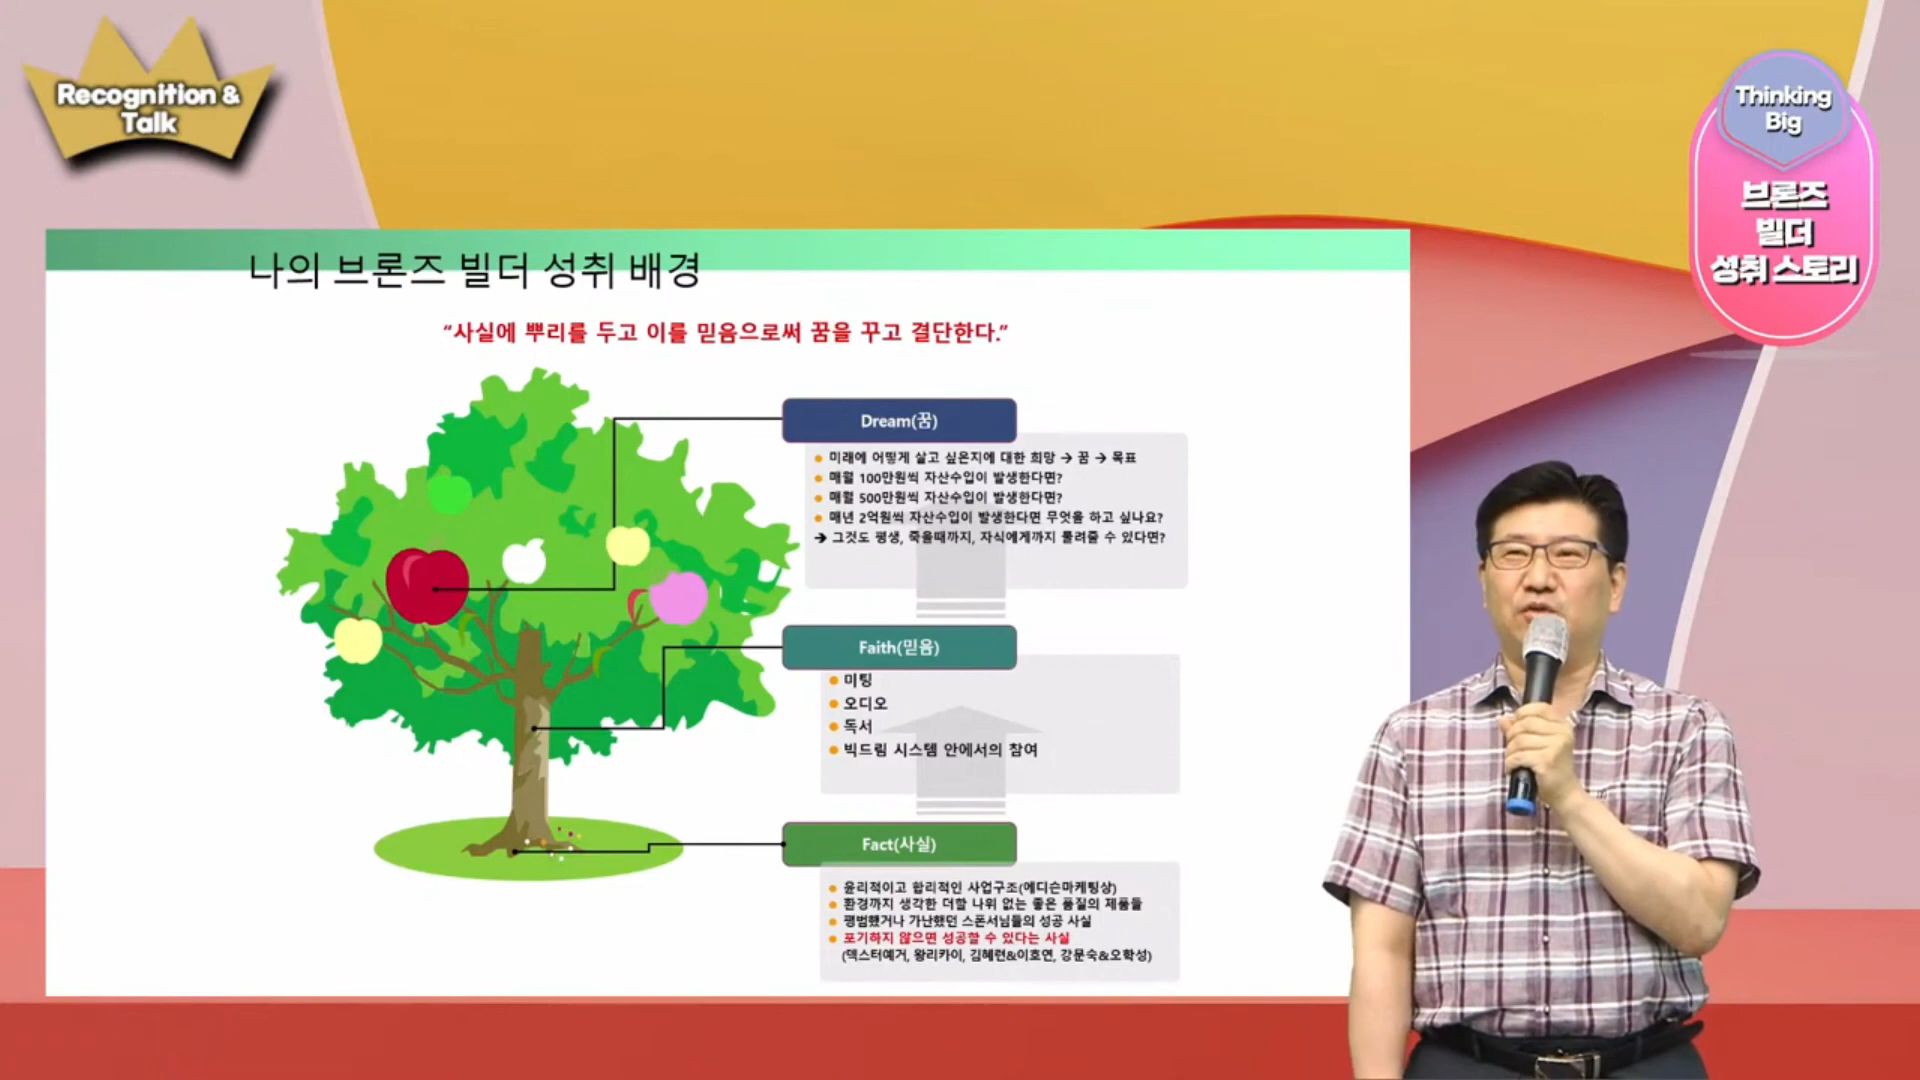 Recognition &
Talk
Thinking
Big
브론즈
빌더
성취 스토리
나의 브론즈 빌더 성취 배경
“사실에 뿌리를 두고 이를 믿음으로써 꿈을 꾸고 결단한다.”
Dream(꿈)
미래에 어떻게 살고 싶은지에 대한 희망 → 꿈 → 목표
매월 100만원씩 자산수입이 발생한다면?
매월 500만원씩 자산수입이 발생한다면?
매년 2억원씩 자산수입이 발생한다면 무엇을 하고 싶나요?
→ 그것도 평생, 죽을때까지, 자식에게까지 물려줄 수 있다면?
Faith(믿음)
미팅
오디오
독서
빅드림 시스템 안에서의 참여
Fact(사실)
윤리적이고 합리적인 사업구조(에디슨마케팅상)
환경까지 생각한 더할 나위 없는 좋은 품질의 제품들
평범했거나 가난했던 스폰서님들의 성공 사실
포기하지 않으면 성공할 수 있다는 사실
(덱스터예거, 왕리카이, 김혜련&이호연, 강문숙&오학성)